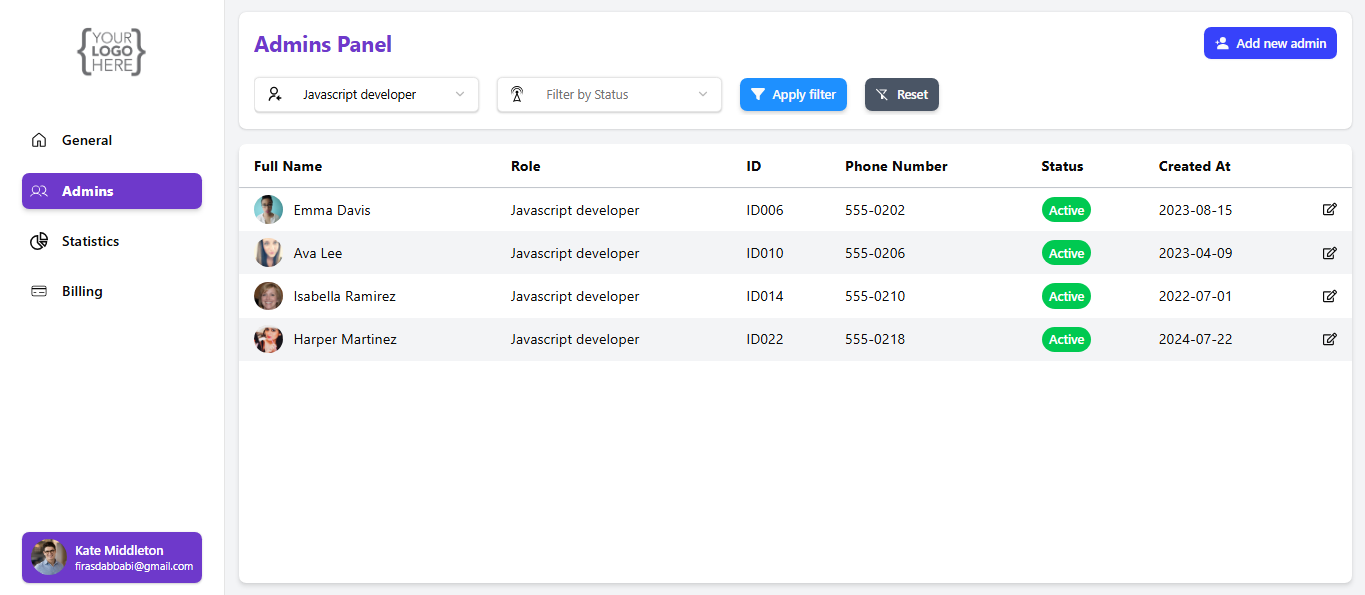 {YOUR
LOGO
HERE}
General
Admins
Statistics
Billing
Kate Middleton
firasdabbabi@gmail.com
Admins Panel
Add new admin
Javascript developer
Filter by Status
Apply filter
Reset
Full Name Role ID Phone Number Status Created At
Emma Davis Javascript developer ID006 555-0202 Active 2023-08-15
Ava Lee Javascript developer ID010 555-0206 Active 2023-04-09
Isabella Ramirez Javascript developer ID014 555-0210 Active 2022-07-01
Harper Martinez Javascript developer ID022 555-0218 Active 2024-07-22